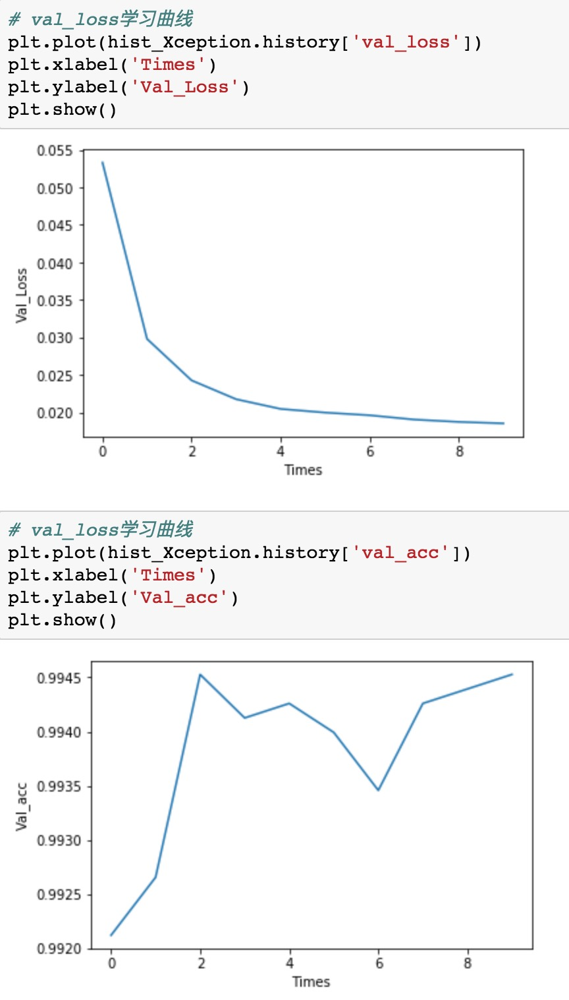 # val_loss学习曲线
plt.plot(hist_Xception.history['val_loss'])
plt.xlabel('Times')
plt.ylabel('Val_Loss')
plt.show()
0.055
0.050
0.045
0.040
0.035
0.030
0.025
0.020
Val_Loss
0 2 4 6 8
Times
# val_loss学习曲线
plt.plot(hist_Xception.history['val_acc'])
plt.xlabel('Times')
plt.ylabel('Val_acc')
plt.show()
0.9945
0.9940
0.9935
0.9930
0.9925
0.9920
Val_acc
0 2 4 6 8
Times